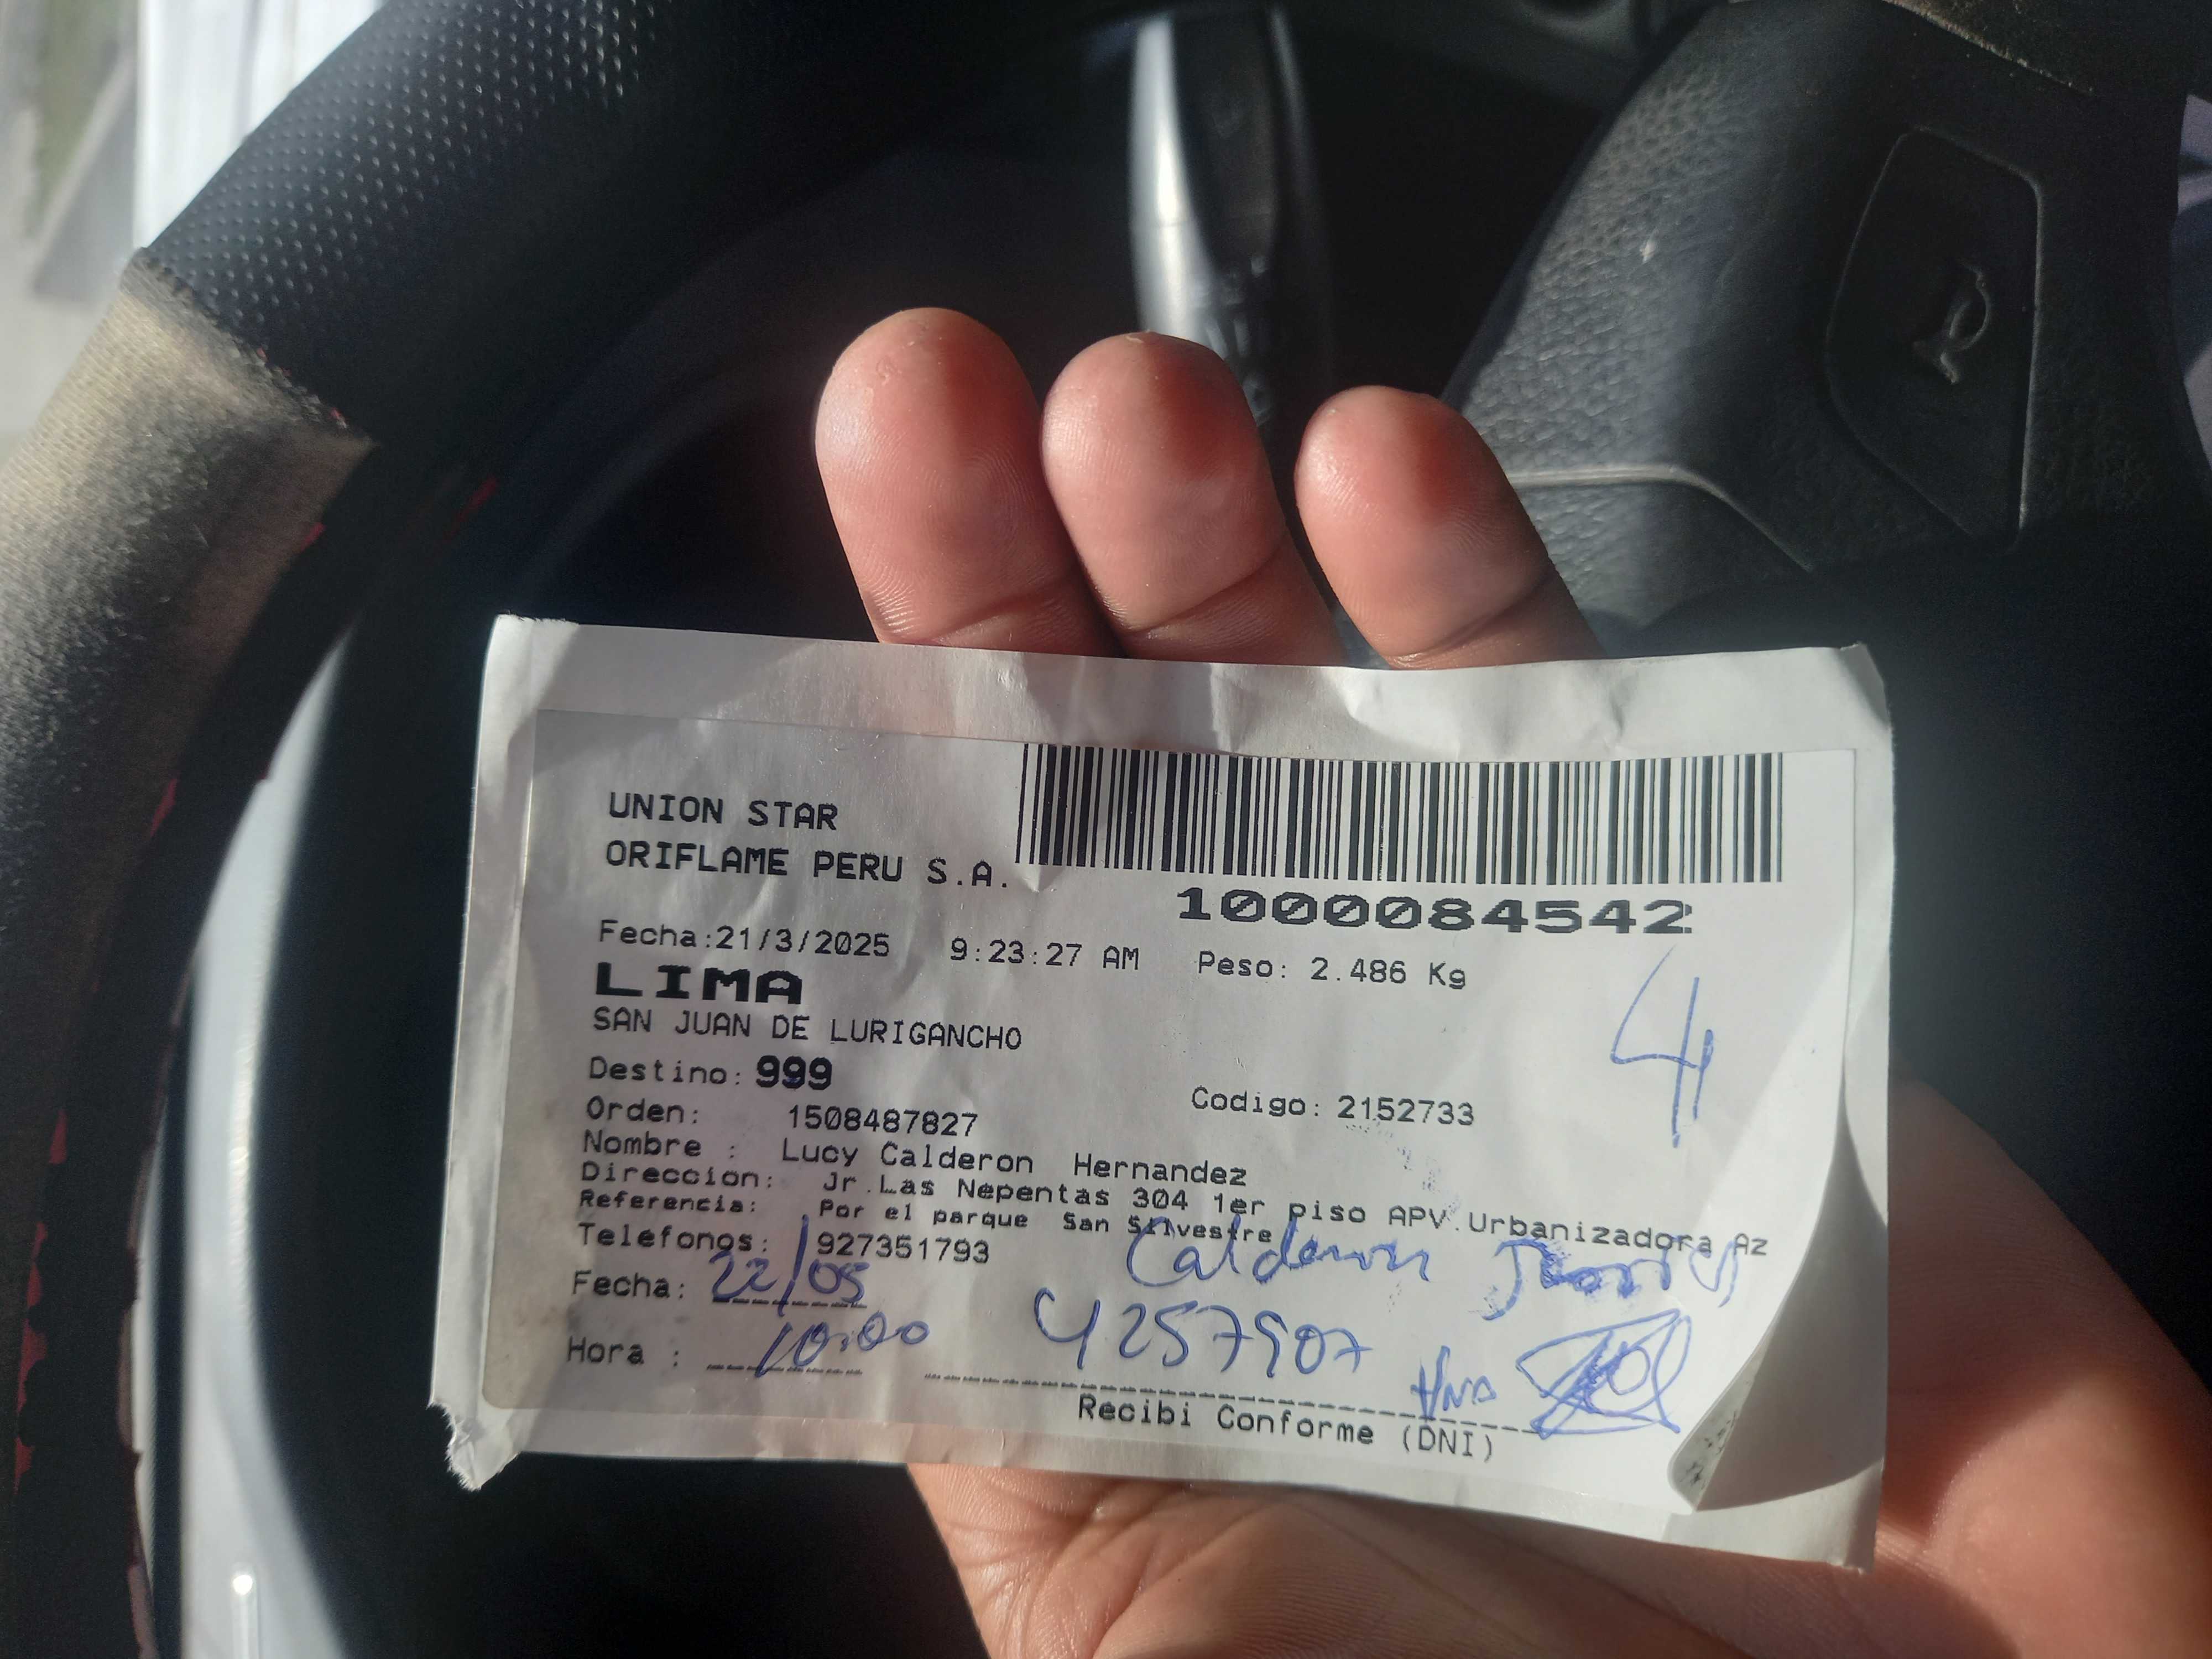 UNION STAR
ORIFLAME PERU S.A.
1000084542
Fecha:21/3/2025 9:23:27 AM Peso: 2.486 Kg
LIMA
4
SAN JUAN DE LURIGANCHO
Destino: 999
Codigo: 2152733
Orden: 1508487827
Nombre : Lucy Calderon Hernandez
Direccion: Jr.Las Nepentas 304 1er piso APV.Urbanizadora Az
Referencia: Por el parque San Silvestre
Telefonos: 927351793
Calderon
Fecha: 22/05
Hora : 10:00
4257907
Recibi Conforme (DNI)